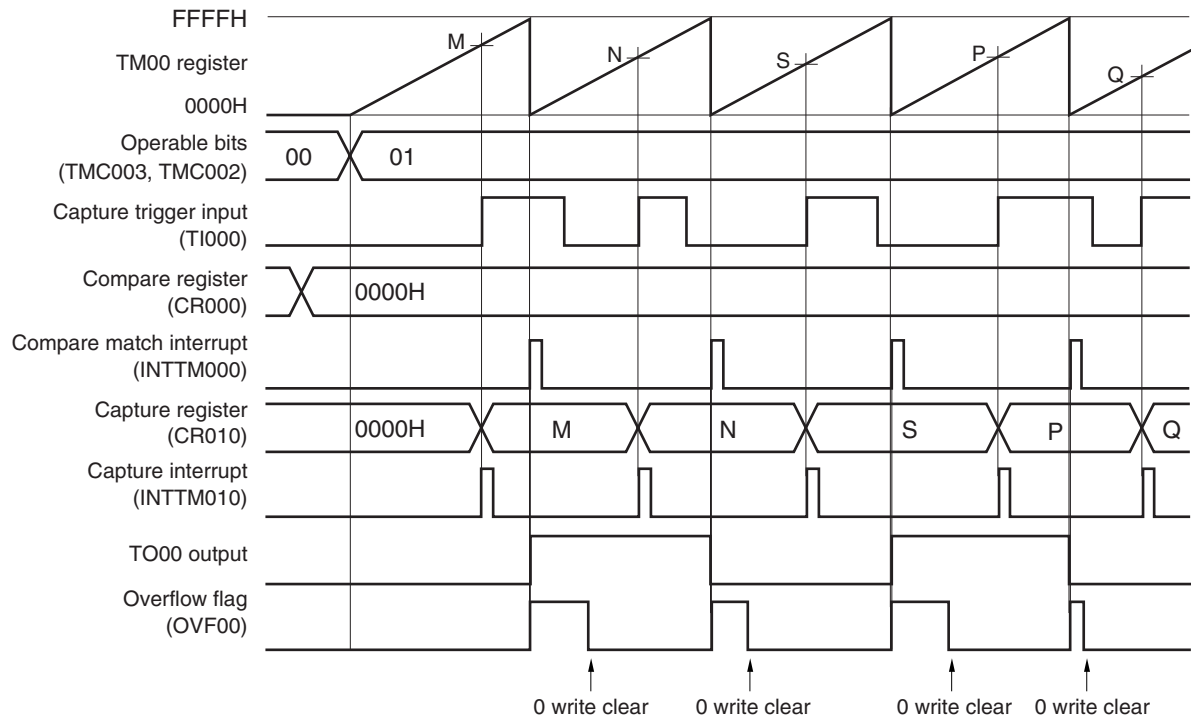 FFFFH
TM00 register
0000H
M N S P Q
Operable bits
(TMC003, TMC002)
00 01
Capture trigger input
(TI000)
Compare register
(CR000)
0000H
Compare match interrupt
(INTTM000)
Capture register
(CR010)
0000H M N S P Q
Capture interrupt
(INTTM010)
TO00 output
Overflow flag
(OVF00)
0 write clear 0 write clear 0 write clear 0 write clear